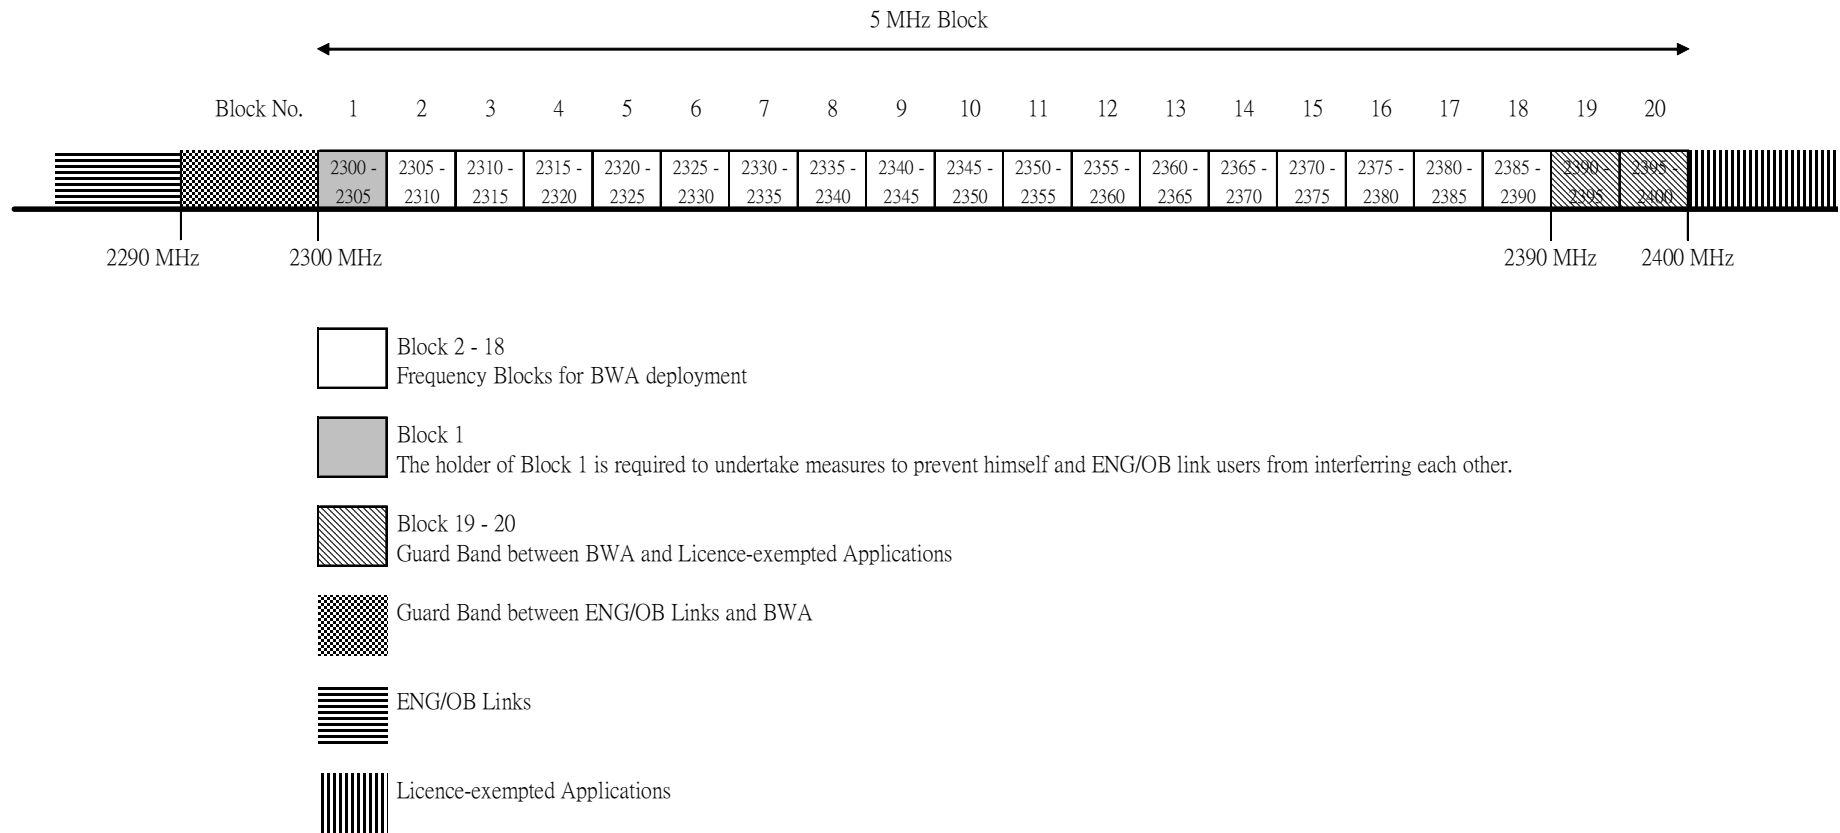 5 MHz Block
Block No. 1 2 3 4 5 6 7 8 9 10 11 12 13 14 15 16 17 18 19 20
2300 - 2305 - 2310 - 2315 - 2320 - 2325 - 2330 - 2335 - 2340 - 2345 - 2350 - 2355 - 2360 - 2365 - 2370 - 2375 - 2380 - 2385 - 2390 - 2395 -
2305 2310 2315 2320 2325 2330 2335 2340 2345 2350 2355 2360 2365 2370 2375 2380 2385 2390 2395 2400
2290 MHz 2300 MHz 2390 MHz 2400 MHz
Block 2 - 18
Frequency Blocks for BWA deployment
Block 1
The holder of Block 1 is required to undertake measures to prevent himself and ENG/OB link users from interferring each other.
Block 19 - 20
Guard Band between BWA and Licence-exempted Applications
Guard Band between ENG/OB Links and BWA
ENG/OB Links
Licence-exempted Applications